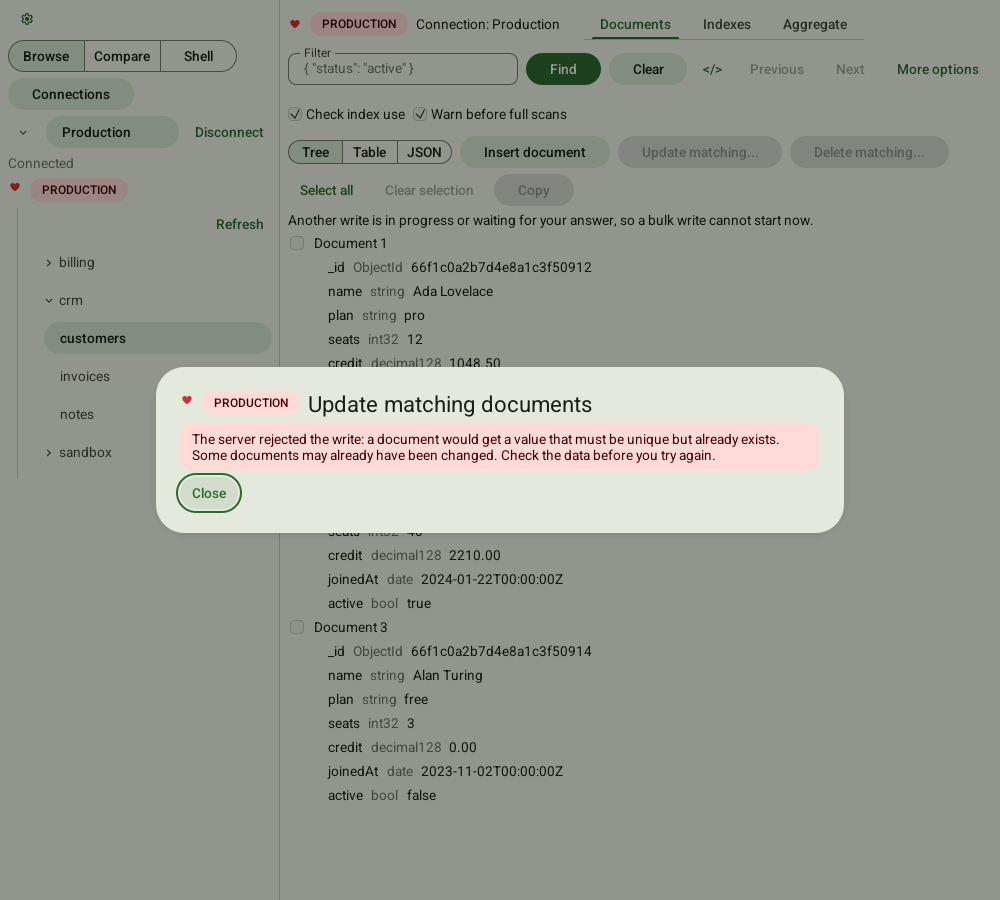 PRODUCTION Connection: Production
Documents Indexes Aggregate
Browse Compare Shell
Connections
Production Disconnect
Connected
PRODUCTION
Refresh
billing
crm
customers
invoices
notes
sandbox
Filter
{ "status": "active" }
Find Clear </> Previous Next More options
Check index use Warn before full scans
Tree Table JSON Insert document Update matching... Delete matching...
Select all Clear selection Copy
Another write is in progress or waiting for your answer, so a bulk write cannot start now.
Document 1
_id ObjectId 66f1c0a2b7d4e8a1c3f50912
name string Ada Lovelace
plan string pro
seats int32 12
credit decimal128 1048.50
PRODUCTION Update matching documents
The server rejected the write: a document would get a value that must be unique but already exists.
Some documents may already have been changed. Check the data before you try again.
Close
seats int32 40
credit decimal128 2210.00
joinedAt date 2024-01-22T00:00:00Z
active bool true
Document 3
_id ObjectId 66f1c0a2b7d4e8a1c3f50914
name string Alan Turing
plan string free
seats int32 3
credit decimal128 0.00
joinedAt date 2023-11-02T00:00:00Z
active bool false